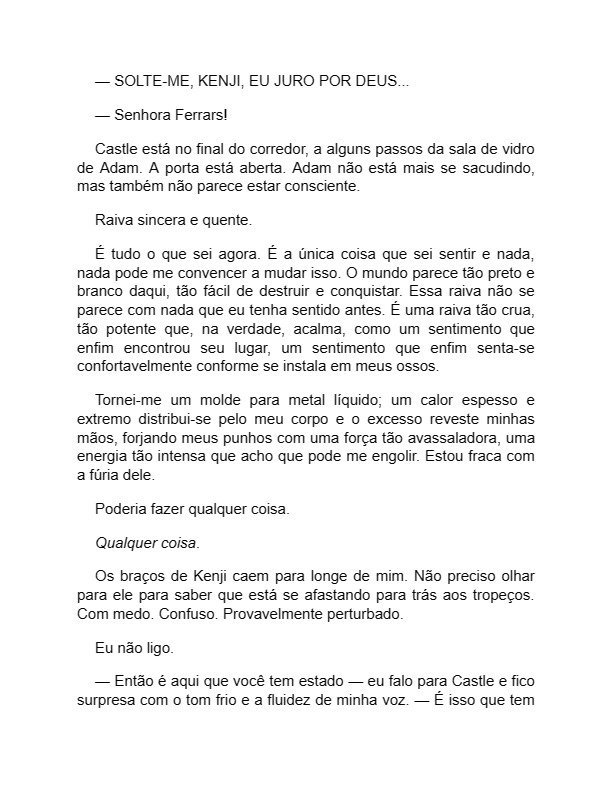 — SOLTE-ME, KENJI, EU JURO POR DEUS...
— Senhora Ferrars!
Castle está no final do corredor, a alguns passos da sala de vidro
de Adam. A porta está aberta. Adam não está mais se sacudindo,
mas também não parece estar consciente.
Raiva sincera e quente.
É tudo o que sei agora. É a única coisa que sei sentir e nada,
nada pode me convencer a mudar isso. O mundo parece tão preto e
branco daqui, tão fácil de destruir e conquistar. Essa raiva não se
parece com nada que eu tenha sentido antes. É uma raiva tão crua,
tão potente que, na verdade, acalma, como um sentimento que
enfim encontrou seu lugar, um sentimento que enfim senta-se
confortavelmente conforme se instala em meus ossos.
Tornei-me um molde para metal líquido; um calor espesso e
extremo distribui-se pelo meu corpo e o excesso reveste minhas
mãos, forjando meus punhos com uma força tão avassaladora, uma
energia tão intensa que acho que pode me engolir. Estou fraca com
a fúria dele.
Poderia fazer qualquer coisa.
Qualquer coisa.
Os braços de Kenji caem para longe de mim. Não preciso olhar
para ele para saber que está se afastando para trás aos tropeços.
Com medo. Confuso. Provavelmente perturbado.
Eu não ligo.
— Então é aqui que você tem estado — eu falo para Castle e fico
surpresa com o tom frio e a fluidez de minha voz. — É isso que tem